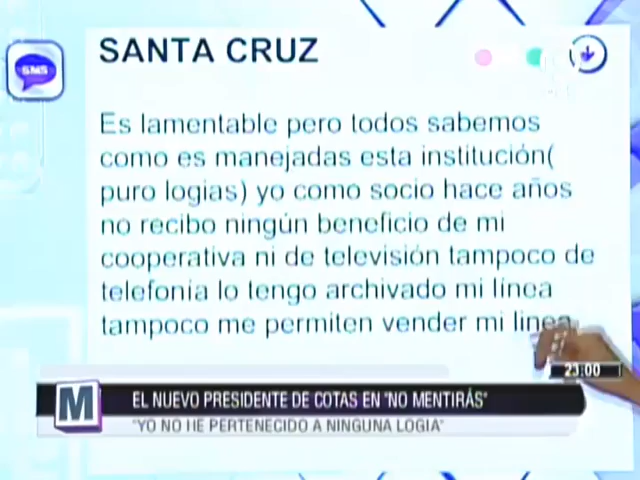 SANTA CRUZ
SMS
Es lamentable pero todos sabemos
como es manejadas esta institución(
puro logias) yo como socio hace años
no recibo ningún beneficio de mi
cooperativa ni de televisión tampoco de
telefonia lo tengo archivado mi línea
tampoco me permiten vender mi linea
23:00
M
EL NUEVO PRESIDENTE DE COTAS EN "NO MENTIRÁS"
"YO NO HE PERTENECIDO A NINGUNA LOGIA"